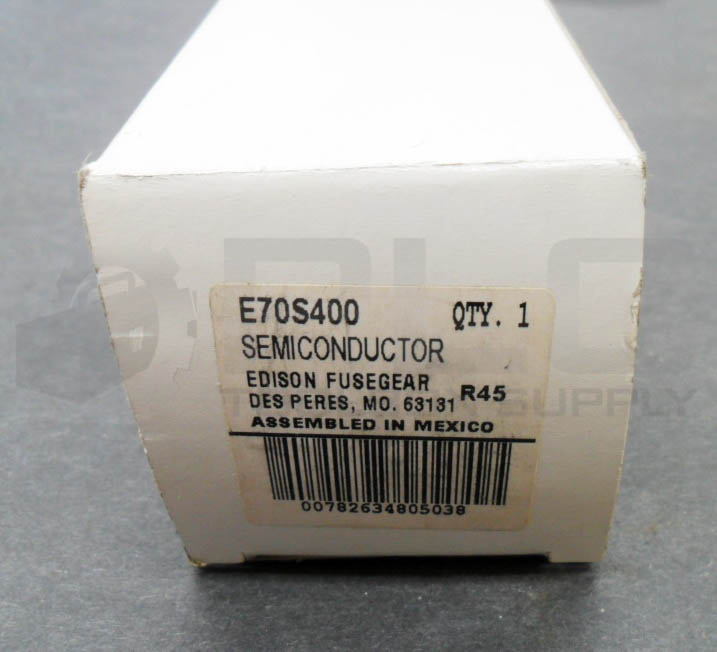 E70S400 QTY. 1
SEMICONDUCTOR
EDISON FUSEGEAR
DES PERES, MO. 63131 R45
ASSEMBLED IN MEXICO
00782634805038